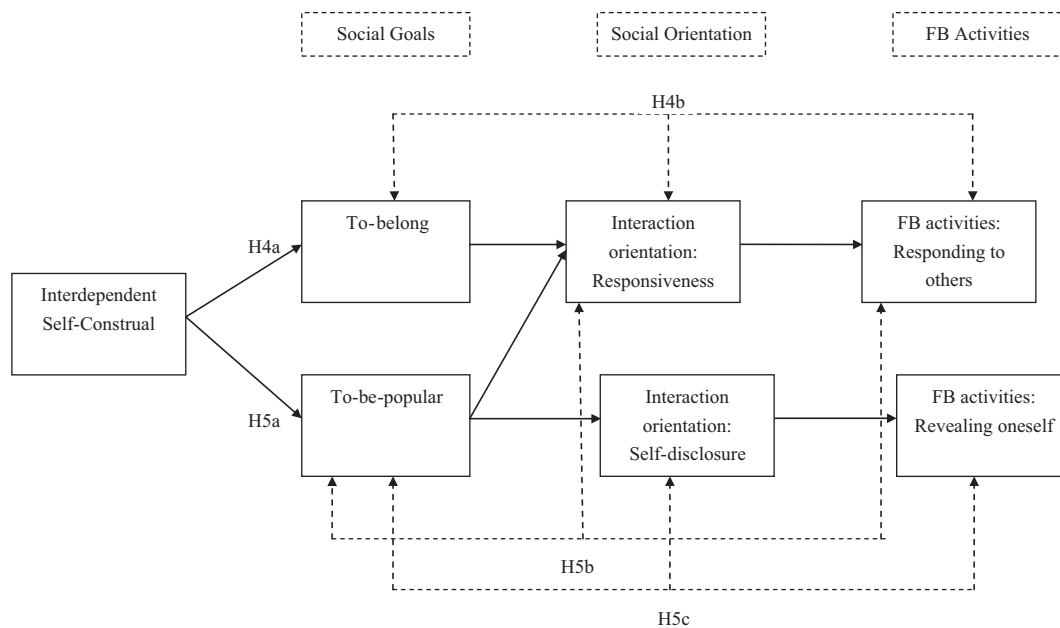 Social Goals
Social Orientation
FB Activities
H4b
To-belong
Interaction
orientation:
Responsiveness
FB activities:
Responding to
others
H4a
Interdependent
Self-Construal
H5a
To-be-popular
Interaction
orientation:
Self-disclosure
FB activities:
Revealing oneself
H5b
H5c